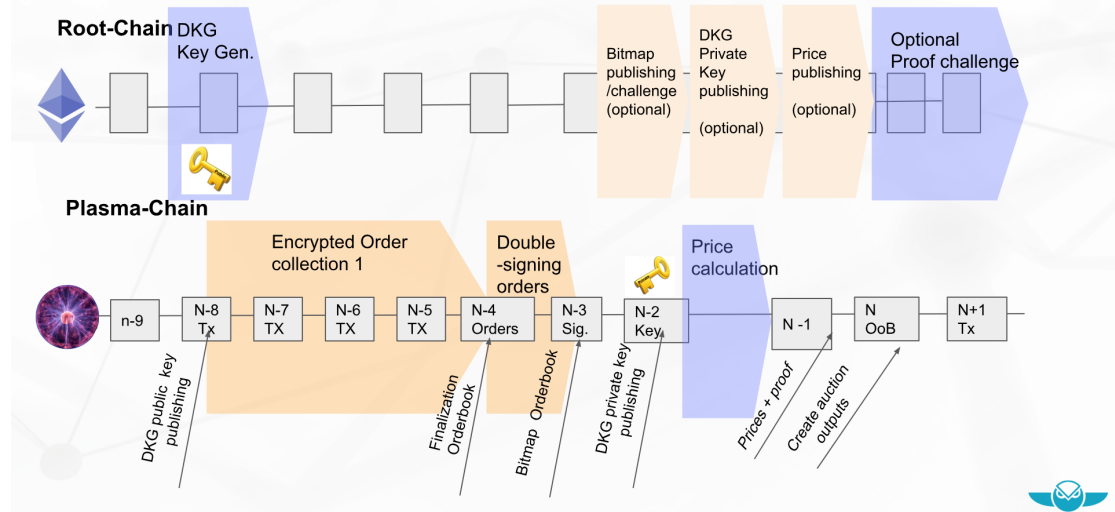 Root-Chain
DKG
Key Gen.
Bitmap
publishing
/challenge
(optional)
DKG
Private
Key
publishing
(optional)
Price
publishing
(optional)
Optional
Proof challenge
Plasma-Chain
Encrypted Order
collection 1
Double
-signing
orders
Price
calculation
n-9
N-8
Tx
N-7
TX
N-6
TX
N-5
TX
N-4
Orders
N-3
Sig.
N-2
Key
N -1
N
OoB
N+1
Tx
DKG public key
publishing
Finalization
Orderbook
Bitmap Orderbook
DKG private key
publishing
Prices + proof
Create auction
outputs